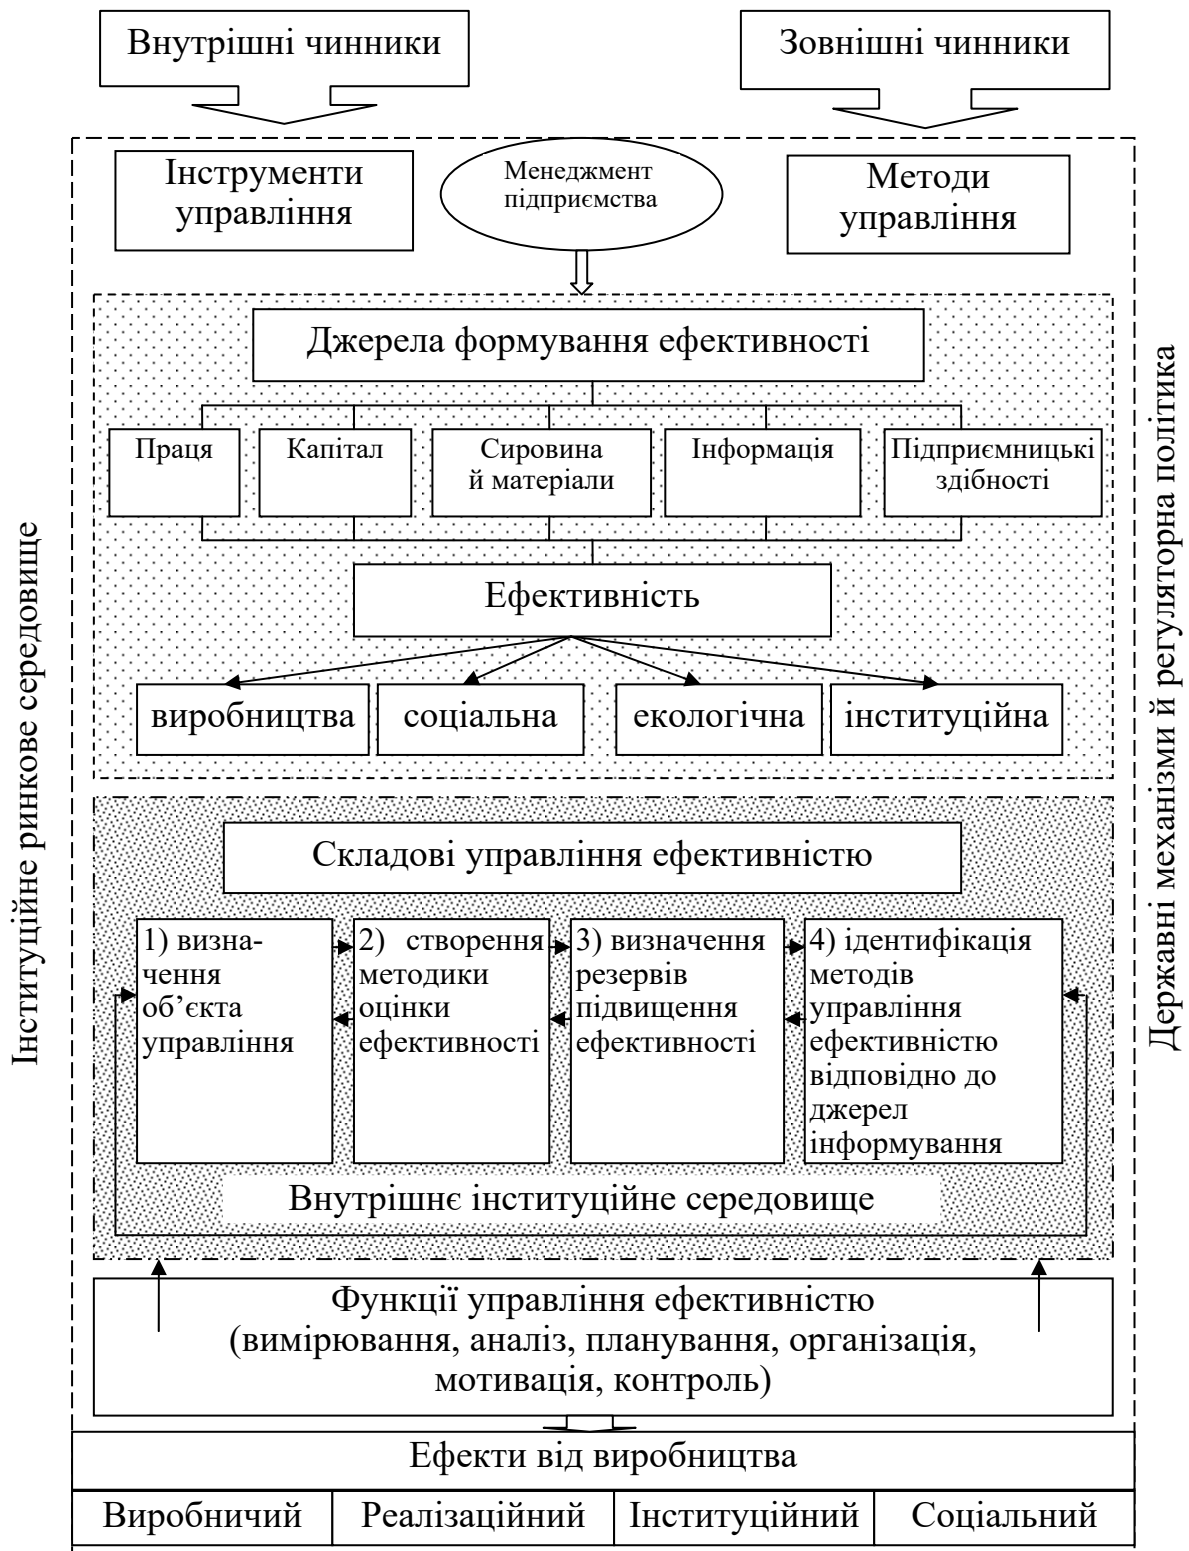 Внутрішні чинники
Зовнішні чинники
Інструменти
управління
Менеджмент
підприємства
Методи
управління
Джерела формування ефективності
Праця
Капітал
Сировина
й матеріали
Інформація
Підприємницькі
здібності
Ефективність
виробництва
соціальна
екологічна
інституційна
Інституційне ринкове середовище
Державні механізми й регуляторна політика
Складові управління ефективністю
1) визна-
чення
об’єкта
управління
2) створення
методики
оцінки
ефективності
3) визначення
резервів
підвищення
ефективності
4) ідентифікація
методів
управління
ефективністю
відповідно до
джерел
інформування
Внутрішнє інституційне середовище
Функції управління ефективністю
(вимірювання, аналіз, планування, організація,
мотивація, контроль)
Ефекти від виробництва
Виробничий
Реалізаційний
Інституційний
Соціальний